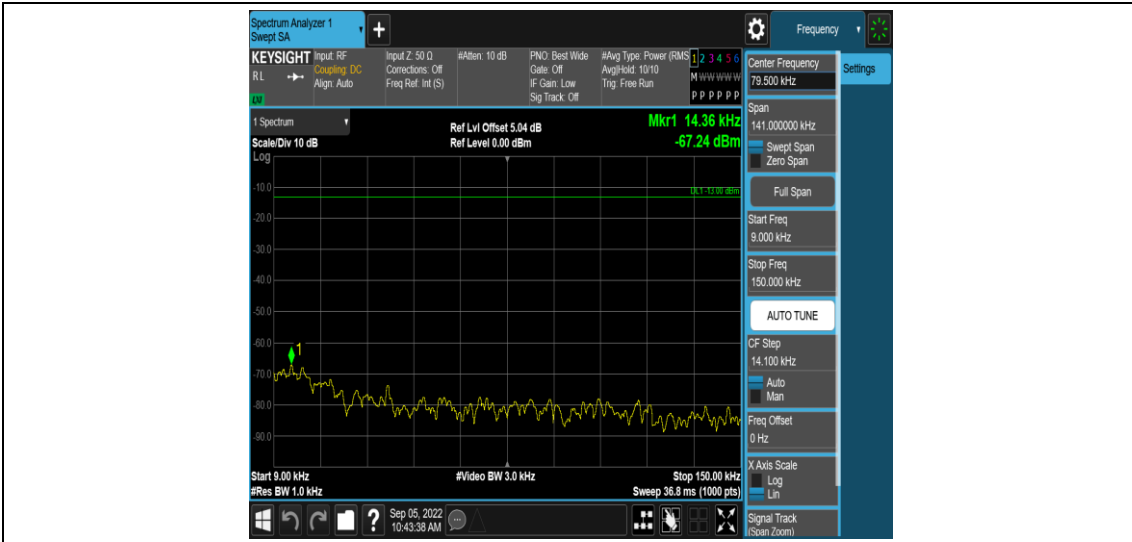 Spectrum Analyzer 1
Swept SA
+
Frequency
KEYSIGHT
RL
LXI
Input: RF
Coupling: DC
Align: Auto
Input Z: 50 Ω
Corrections: Off
Freq Ref: Int (S)
#Atten: 10 dB
PNO: Best Wide
Gate: Off
IF Gain: Low
Sig Track: Off
#Avg Type: Power (RMS
Avg|Hold: 10/10
Trig: Free Run
1 2 3 4 5 6
M W W W W W
P P P P P P
1 Spectrum
Scale/Div 10 dB
Log
Ref Lvl Offset 5.04 dB
Ref Level 0.00 dBm
Mkr1 14.36 kHz
-67.24 dBm
DL1 -13.00 dBm
-10.0
-20.0
-30.0
-40.0
-50.0
-60.0
-70.0
-80.0
-90.0
1
Start 9.00 kHz
#Res BW 1.0 kHz
#Video BW 3.0 kHz
Stop 150.00 kHz
Sweep 36.8 ms (1000 pts)
Center Frequency
79.500 kHz
Settings
Span
141.000000 kHz
Swept Span
Zero Span
Full Span
Start Freq
9.000 kHz
Stop Freq
150.000 kHz
AUTO TUNE
CF Step
14.100 kHz
Auto
Man
Freq Offset
0 Hz
X Axis Scale
Log
Lin
Signal Track
(Span Zoom)
?
Sep 05, 2022
10:43:38 AM